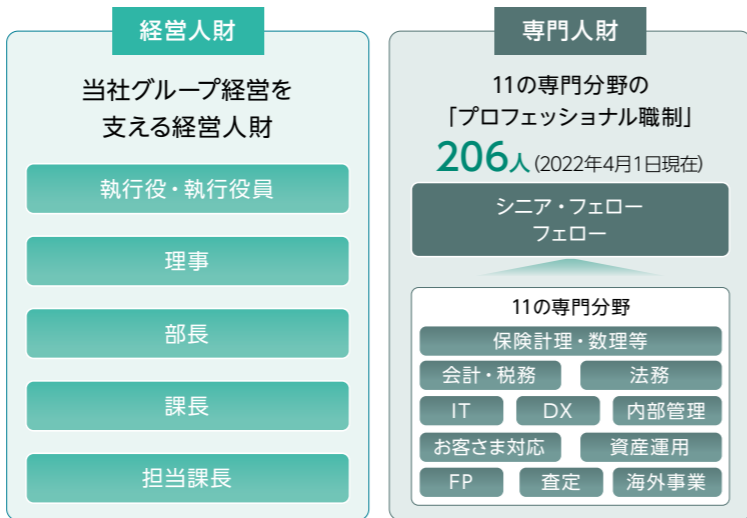 経営人財
当社グループ経営を
支える経営人財
執行役・執行役員
理事
部長
課長
担当課長
専門人財
11の専門分野の
「プロフェッショナル職制」
206人(2022年4月1日現在)
シニア・フェロー
フェロー
11の専門分野
保険計理・数理等
会計・税務 法務
IT DX 内部管理
お客さま対応 資産運用
FP 査定 海外事業